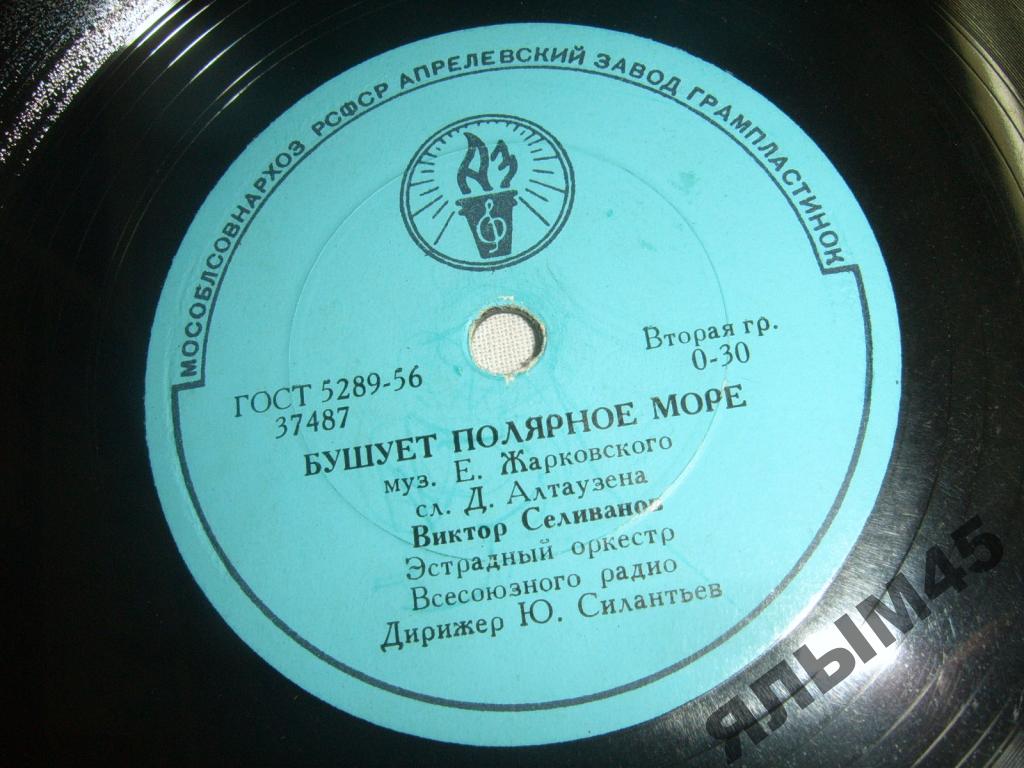 МОСОБЛСОВНАРХОЗ РСФСР АПРЕЛЕВСКИЙ ЗАВОД ГРАМПЛАСТИНОК
АЗ
ГОСТ 5289-56
37487
Вторая гр.
0-30
БУШУЕТ ПОЛЯРНОЕ МОРЕ
муз. Е. Жарковского
сл. Д. Алтаузена
Виктор Селиванов
Эстрадный оркестр
Всесоюзного радио
Дирижер Ю. Силантьев
ЯЛЫМ45